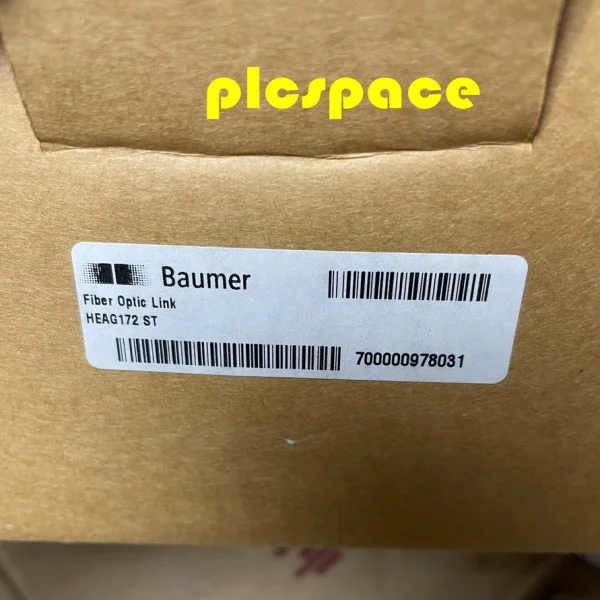 plcspace
Baumer
Fiber Optic Link
HEAG172 ST
700000978031